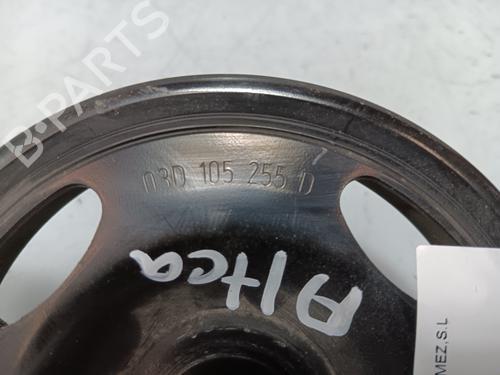 B-PARTS
03D 105 255 D
Altea
MEZ,S.L